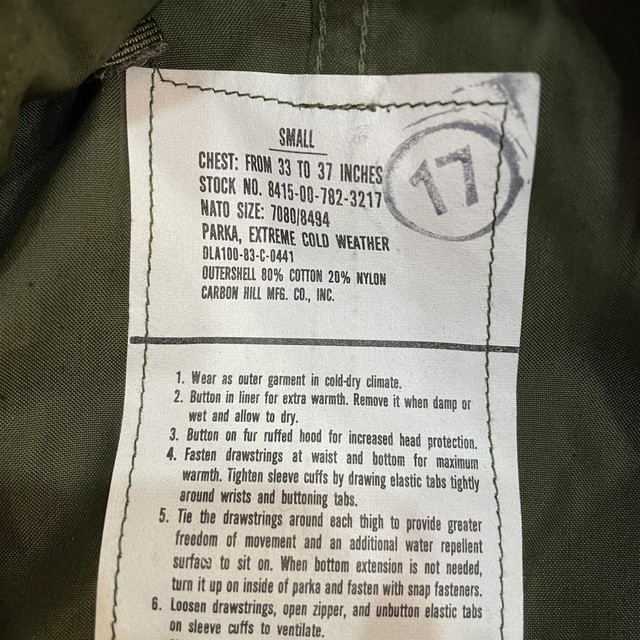 SMALL
CHEST: FROM 33 TO 37 INCHES
STOCK NO. 8415-00-782-3217
NATO SIZE: 7080/8494
PARKA, EXTREME COLD WEATHER
DLA100-83-C-0441
OUTERSHELL 80% COTTON 20% NYLON
CARBON HILL MFG. CO., INC.
17
1. Wear as outer garment in cold-dry climate.
2. Button in liner for extra warmth. Remove it when damp or
wet and allow to dry.
3. Button on fur ruffed hood for increased head protection.
4. Fasten drawstrings at waist and bottom for maximum
warmth. Tighten sleeve cuffs by drawing elastic tabs tightly
around wrists and buttoning tabs.
5. Tie the drawstrings around each thigh to provide greater
freedom of movement and an additional water repellent
surface to sit on. When bottom extension is not needed,
turn it up on inside of parka and fasten with snap fasteners.
6. Loosen drawstrings, open zipper, and unbutton elastic tabs
on sleeve cuffs to ventilate.